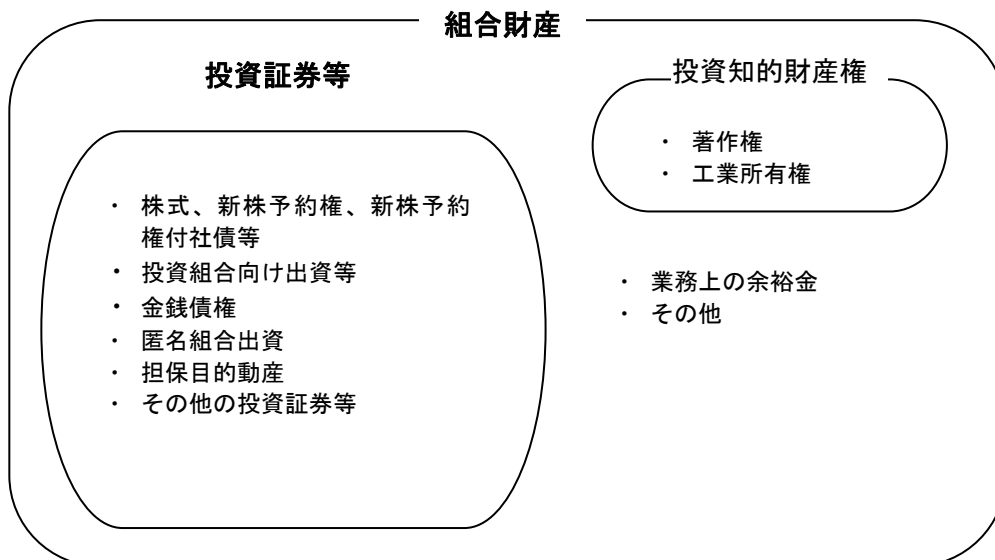 組合財産
投資証券等
・ 株式、新株予約権、新株予約
権付社債等
・ 投資組合向け出資等
・ 金銭債権
・ 匿名組合出資
・ 担保目的動産
・ その他の投資証券等
投資知的財産権
・ 著作権
・ 工業所有権
・ 業務上の余裕金
・ その他